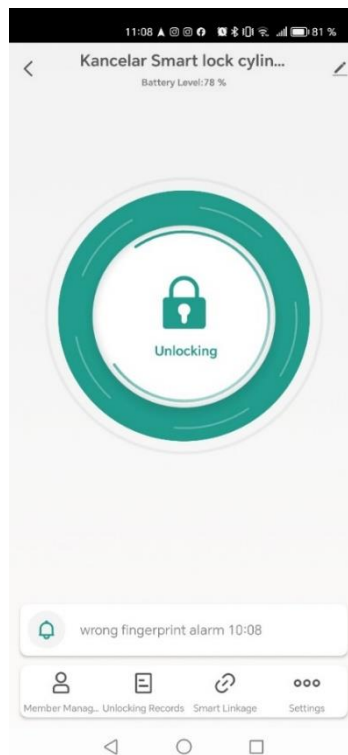 11:08 81 %
Kancelar Smart lock cylin...
Battery Level:78 %
Unlocking
wrong fingerprint alarm 10:08
Member Manag... Unlocking Records Smart Linkage Settings